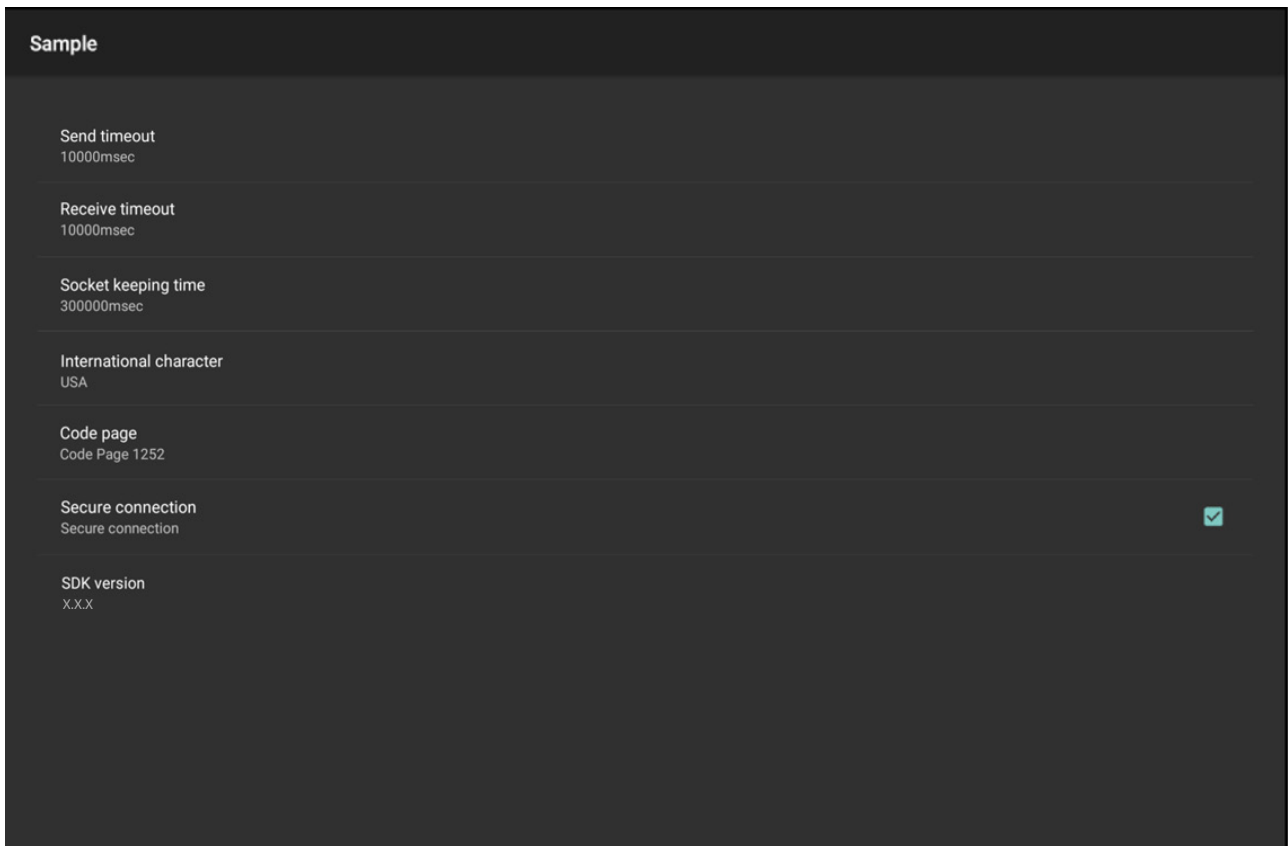 Sample
Send timeout
10000msec
Receive timeout
10000msec
Socket keeping time
300000msec
International character
USA
Code page
Code Page 1252
Secure connection
Secure connection
SDK version
X.X.X